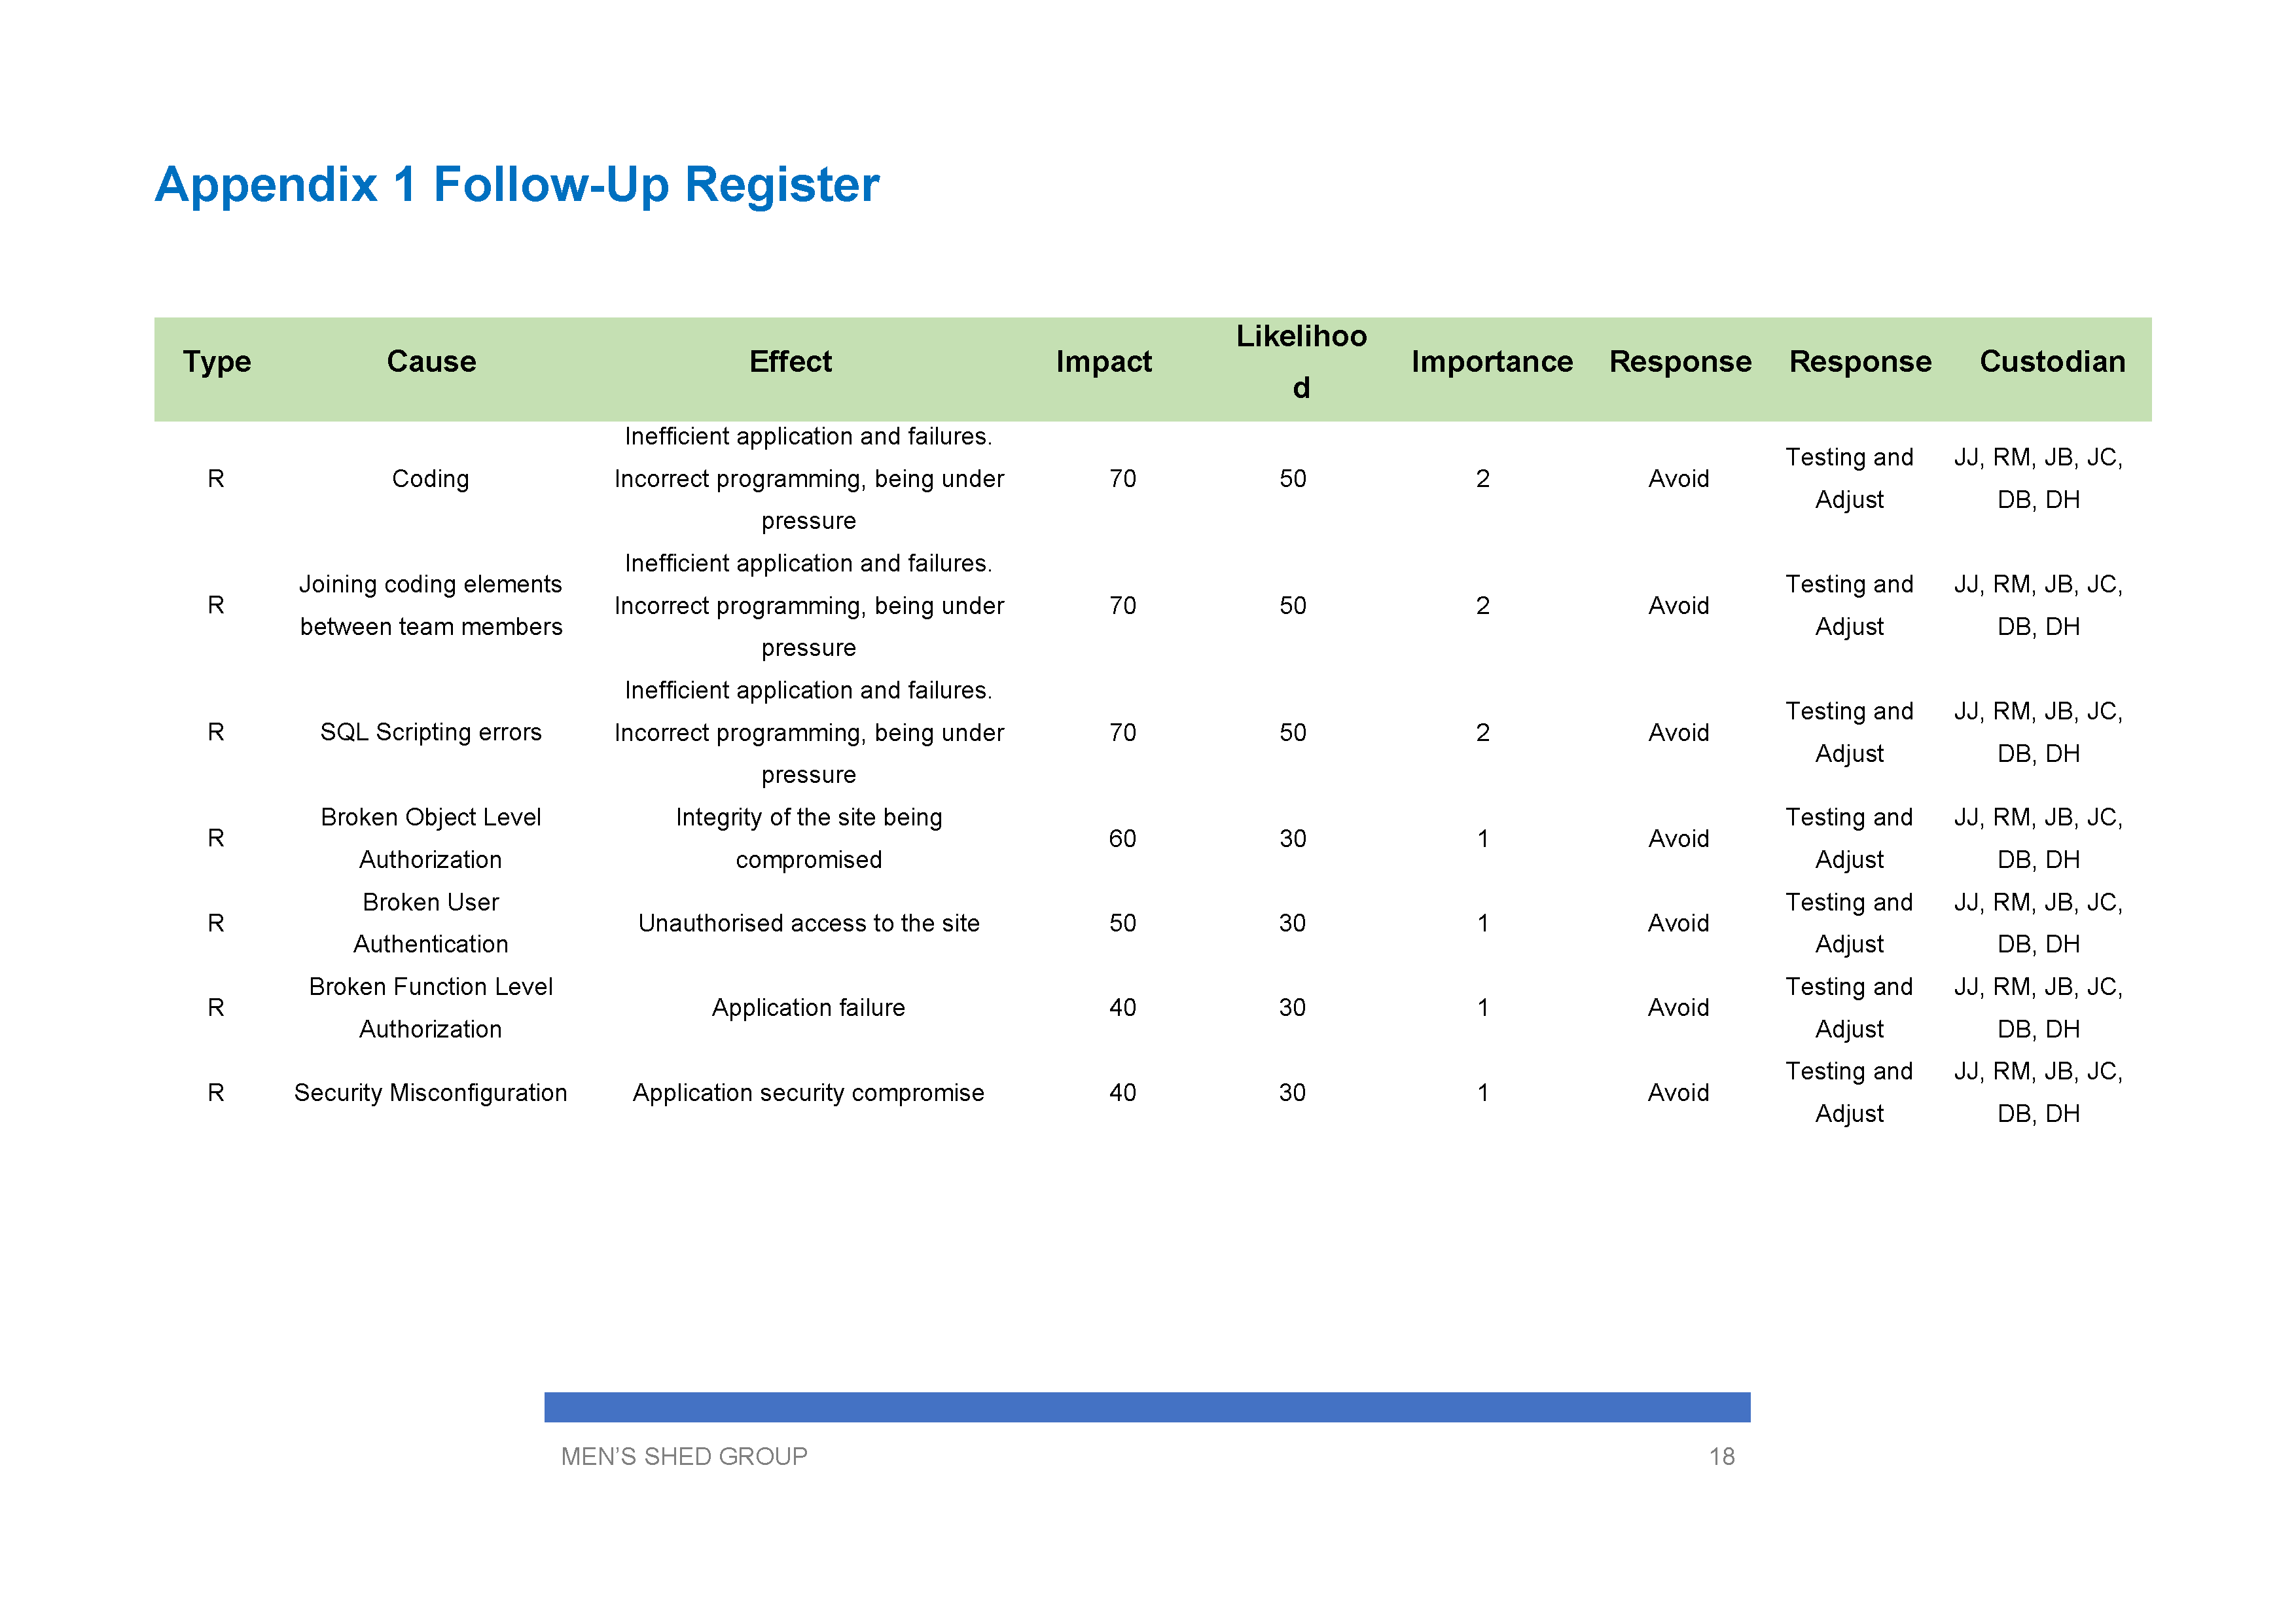 Appendix 1 Follow-Up Register
Type Cause Effect Impact Likelihoo
d Importance Response Response Custodian
R Coding Inefficient application and failures.
Incorrect programming, being under
pressure 70 50 2 Avoid Testing and
Adjust JJ, RM, JB, JC,
DB, DH
R Joining coding elements
between team members Inefficient application and failures.
Incorrect programming, being under
pressure 70 50 2 Avoid Testing and
Adjust JJ, RM, JB, JC,
DB, DH
R SQL Scripting errors Inefficient application and failures.
Incorrect programming, being under
pressure 70 50 2 Avoid Testing and
Adjust JJ, RM, JB, JC,
DB, DH
R Broken Object Level
Authorization Integrity of the site being
compromised 60 30 1 Avoid Testing and
Adjust JJ, RM, JB, JC,
DB, DH
R Broken User
Authentication Unauthorised access to the site 50 30 1 Avoid Testing and
Adjust JJ, RM, JB, JC,
DB, DH
R Broken Function Level
Authorization Application failure 40 30 1 Avoid Testing and
Adjust JJ, RM, JB, JC,
DB, DH
R Security Misconfiguration Application security compromise 40 30 1 Avoid Testing and
Adjust JJ, RM, JB, JC,
DB, DH
MEN’S SHED GROUP 18